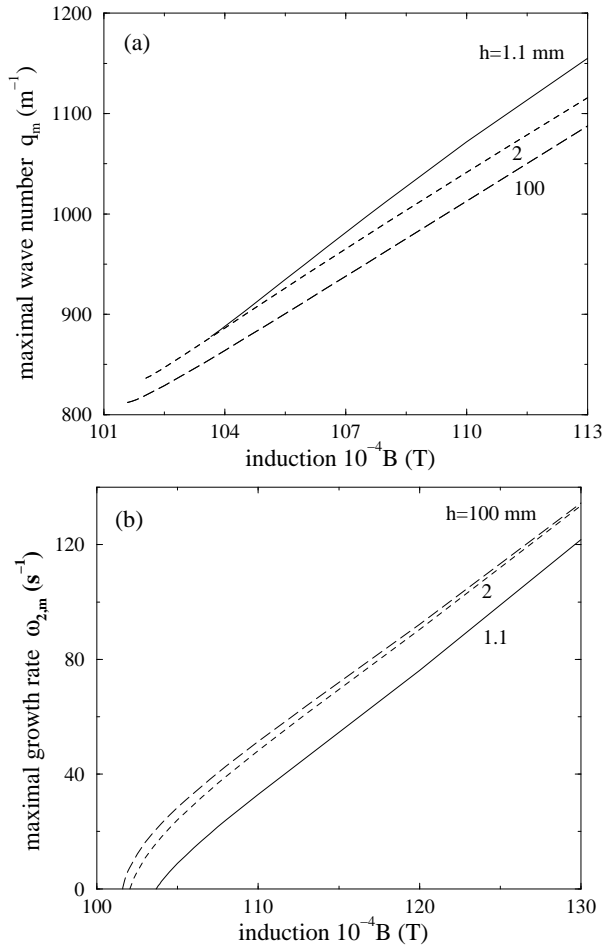 1200
(a)
h=1.1 mm
1100
2
100
1000
900
800
maximal wave number q_m (m⁻¹)
101 104 107 110 113
induction 10⁻⁴B (T)
(b)
h=100 mm
120
2
1.1
80
40
0
maximal growth rate ω₂,ₘ (s⁻¹)
100 110 120 130
induction 10⁻⁴B (T)